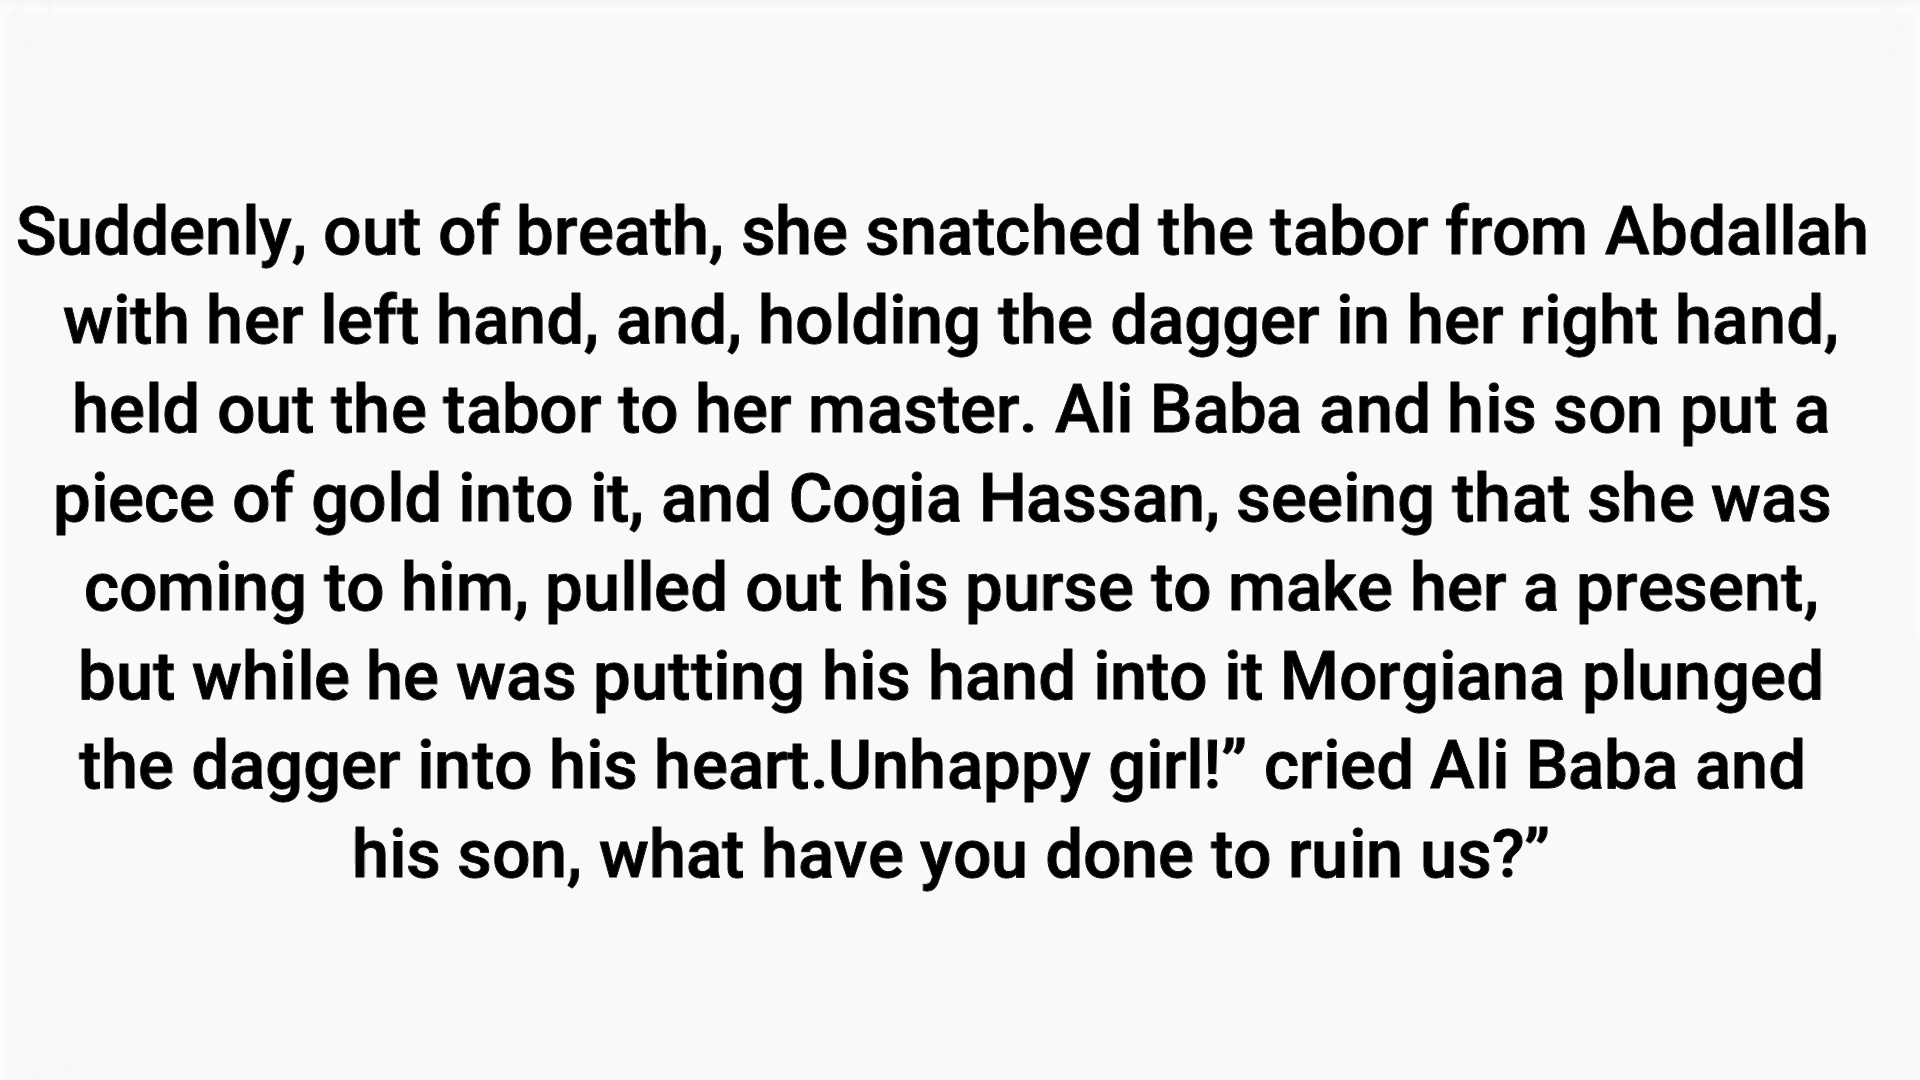 Suddenly, out of breath, she snatched the tabor from Abdallah
with her left hand, and, holding the dagger in her right hand,
held out the tabor to her master. Ali Baba and his son put a
piece of gold into it, and Cogia Hassan, seeing that she was
coming to him, pulled out his purse to make her a present,
but while he was putting his hand into it Morgiana plunged
the dagger into his heart.Unhappy girl!” cried Ali Baba and
his son, what have you done to ruin us?”